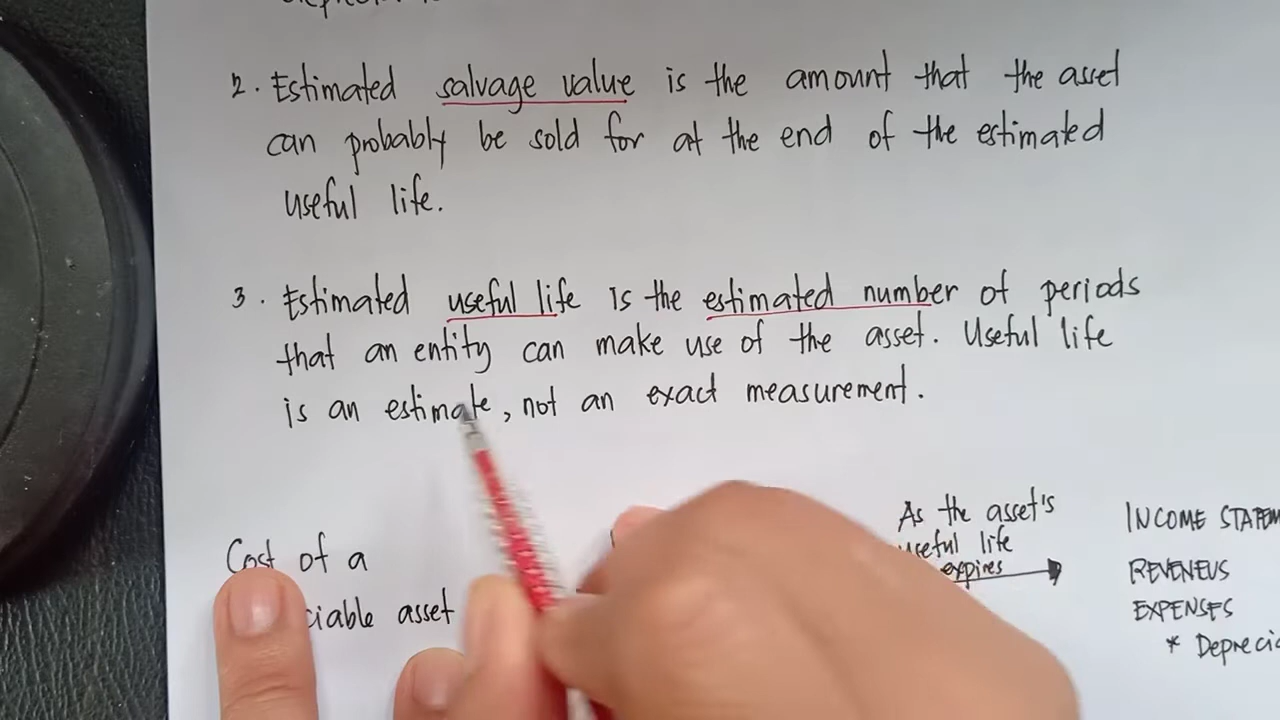 2. Estimated salvage value is the amount that the asset
can probably be sold for at the end of the estimated
useful life.
3. Estimated useful life is the estimated number of periods
that an entity can make use of the asset. Useful life
is an estimate, not an exact measurement.
Cost of a
ciable asset
As the asset's
useful life
expires
INCOME STATEM
REVENEUS
EXPENSES
* Depreci